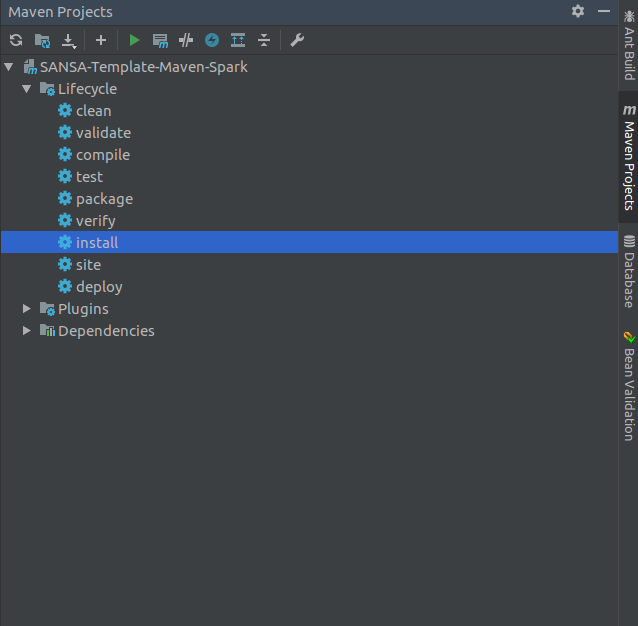 Maven Projects
SANSA-Template-Maven-Spark
Lifecycle
clean
validate
compile
test
package
verify
install
site
deploy
Plugins
Dependencies
Ant Build
m Maven Projects
Database
Bean Validation